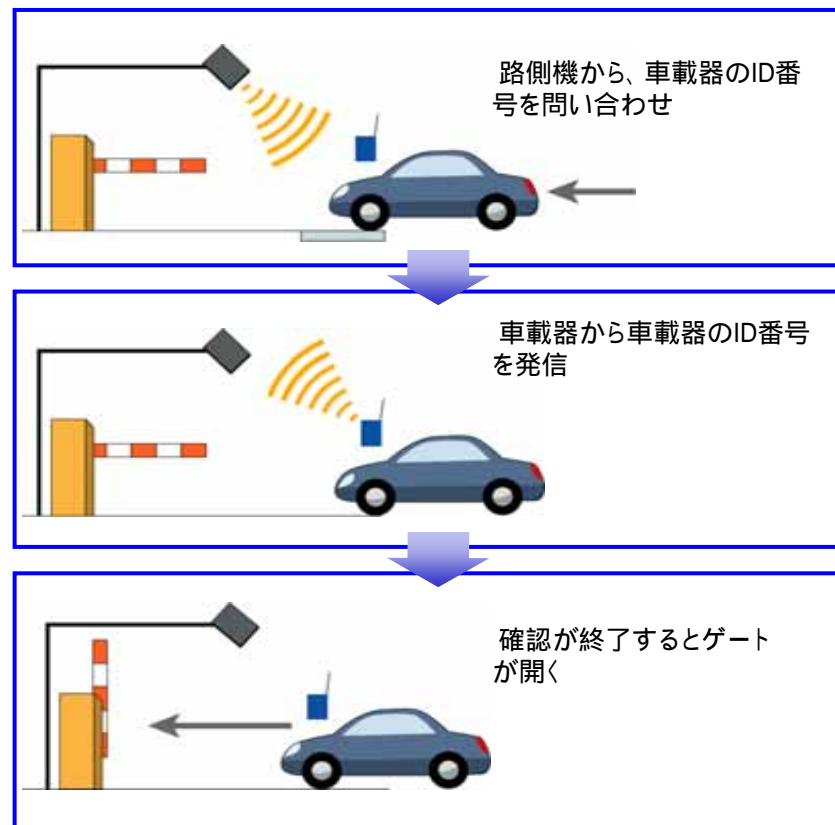 路側機から、車載器のID番
号を問い合わせ
車載器から車載器のID番号
を発信
確認が終了するとゲート
が開く